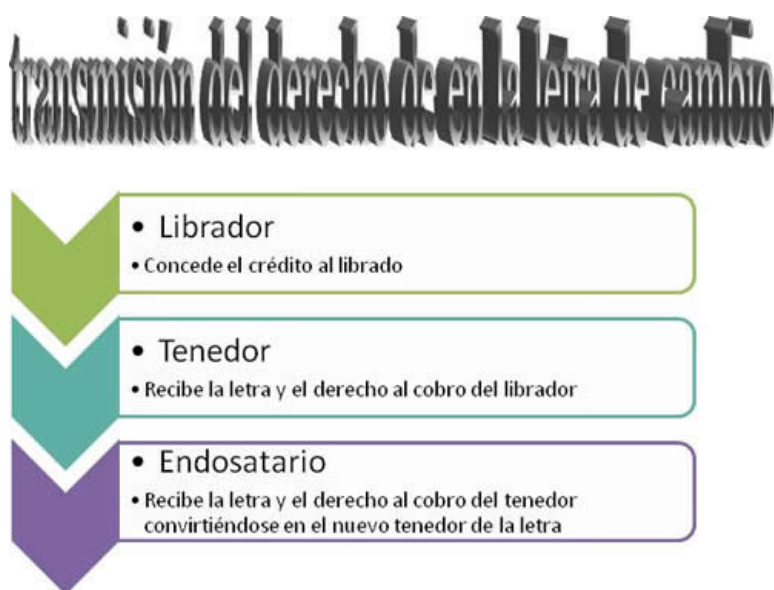 transmisiÿon del derecho de en la letra de cambio
• Librador
• Concede el crédito al librado
• Tenedor
• Recibe la letra y el derecho al cobro del librador
• Endosatario
• Recibe la letra y el derecho al cobro del tenedor
convirtiéndose en el nuevo tenedor de la letra